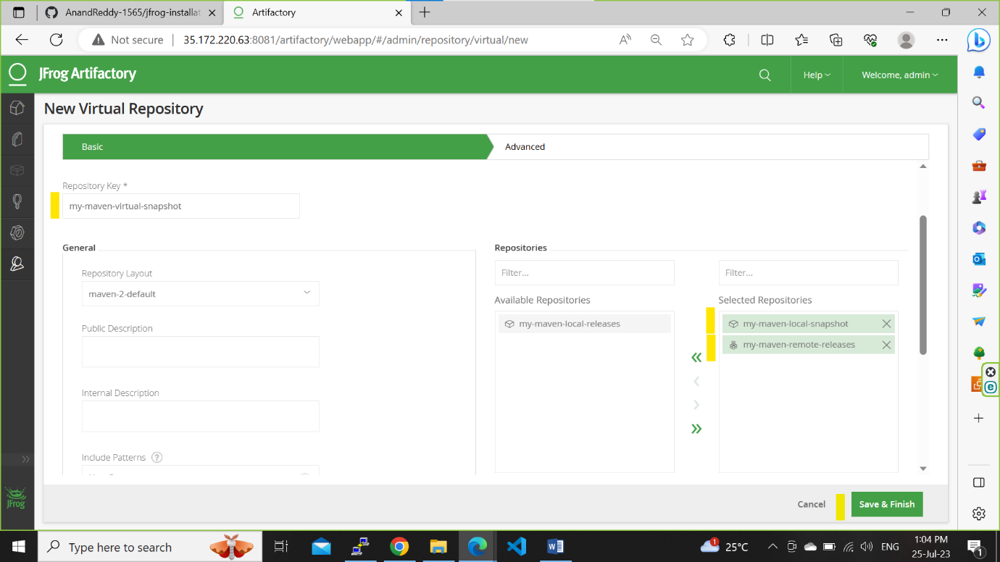 AnandReddy-1565/jfrog-installat
Artifactory
Not secure
35.172.220.63:8081/artifactory/webapp/#/admin/repository/virtual/new
JFrog Artifactory
Help
Welcome, admin
New Virtual Repository
Basic
Advanced
Repository Key *
my-maven-virtual-snapshot
General
Repositories
Repository Layout
maven-2-default
Filter...
Filter...
Available Repositories
Selected Repositories
my-maven-local-releases
my-maven-local-snapshot
my-maven-remote-releases
Public Description
Internal Description
Include Patterns ?
Cancel
Save & Finish
JFrog
Type here to search
1
25°C
ENG
1:04 PM
25-Jul-23
1